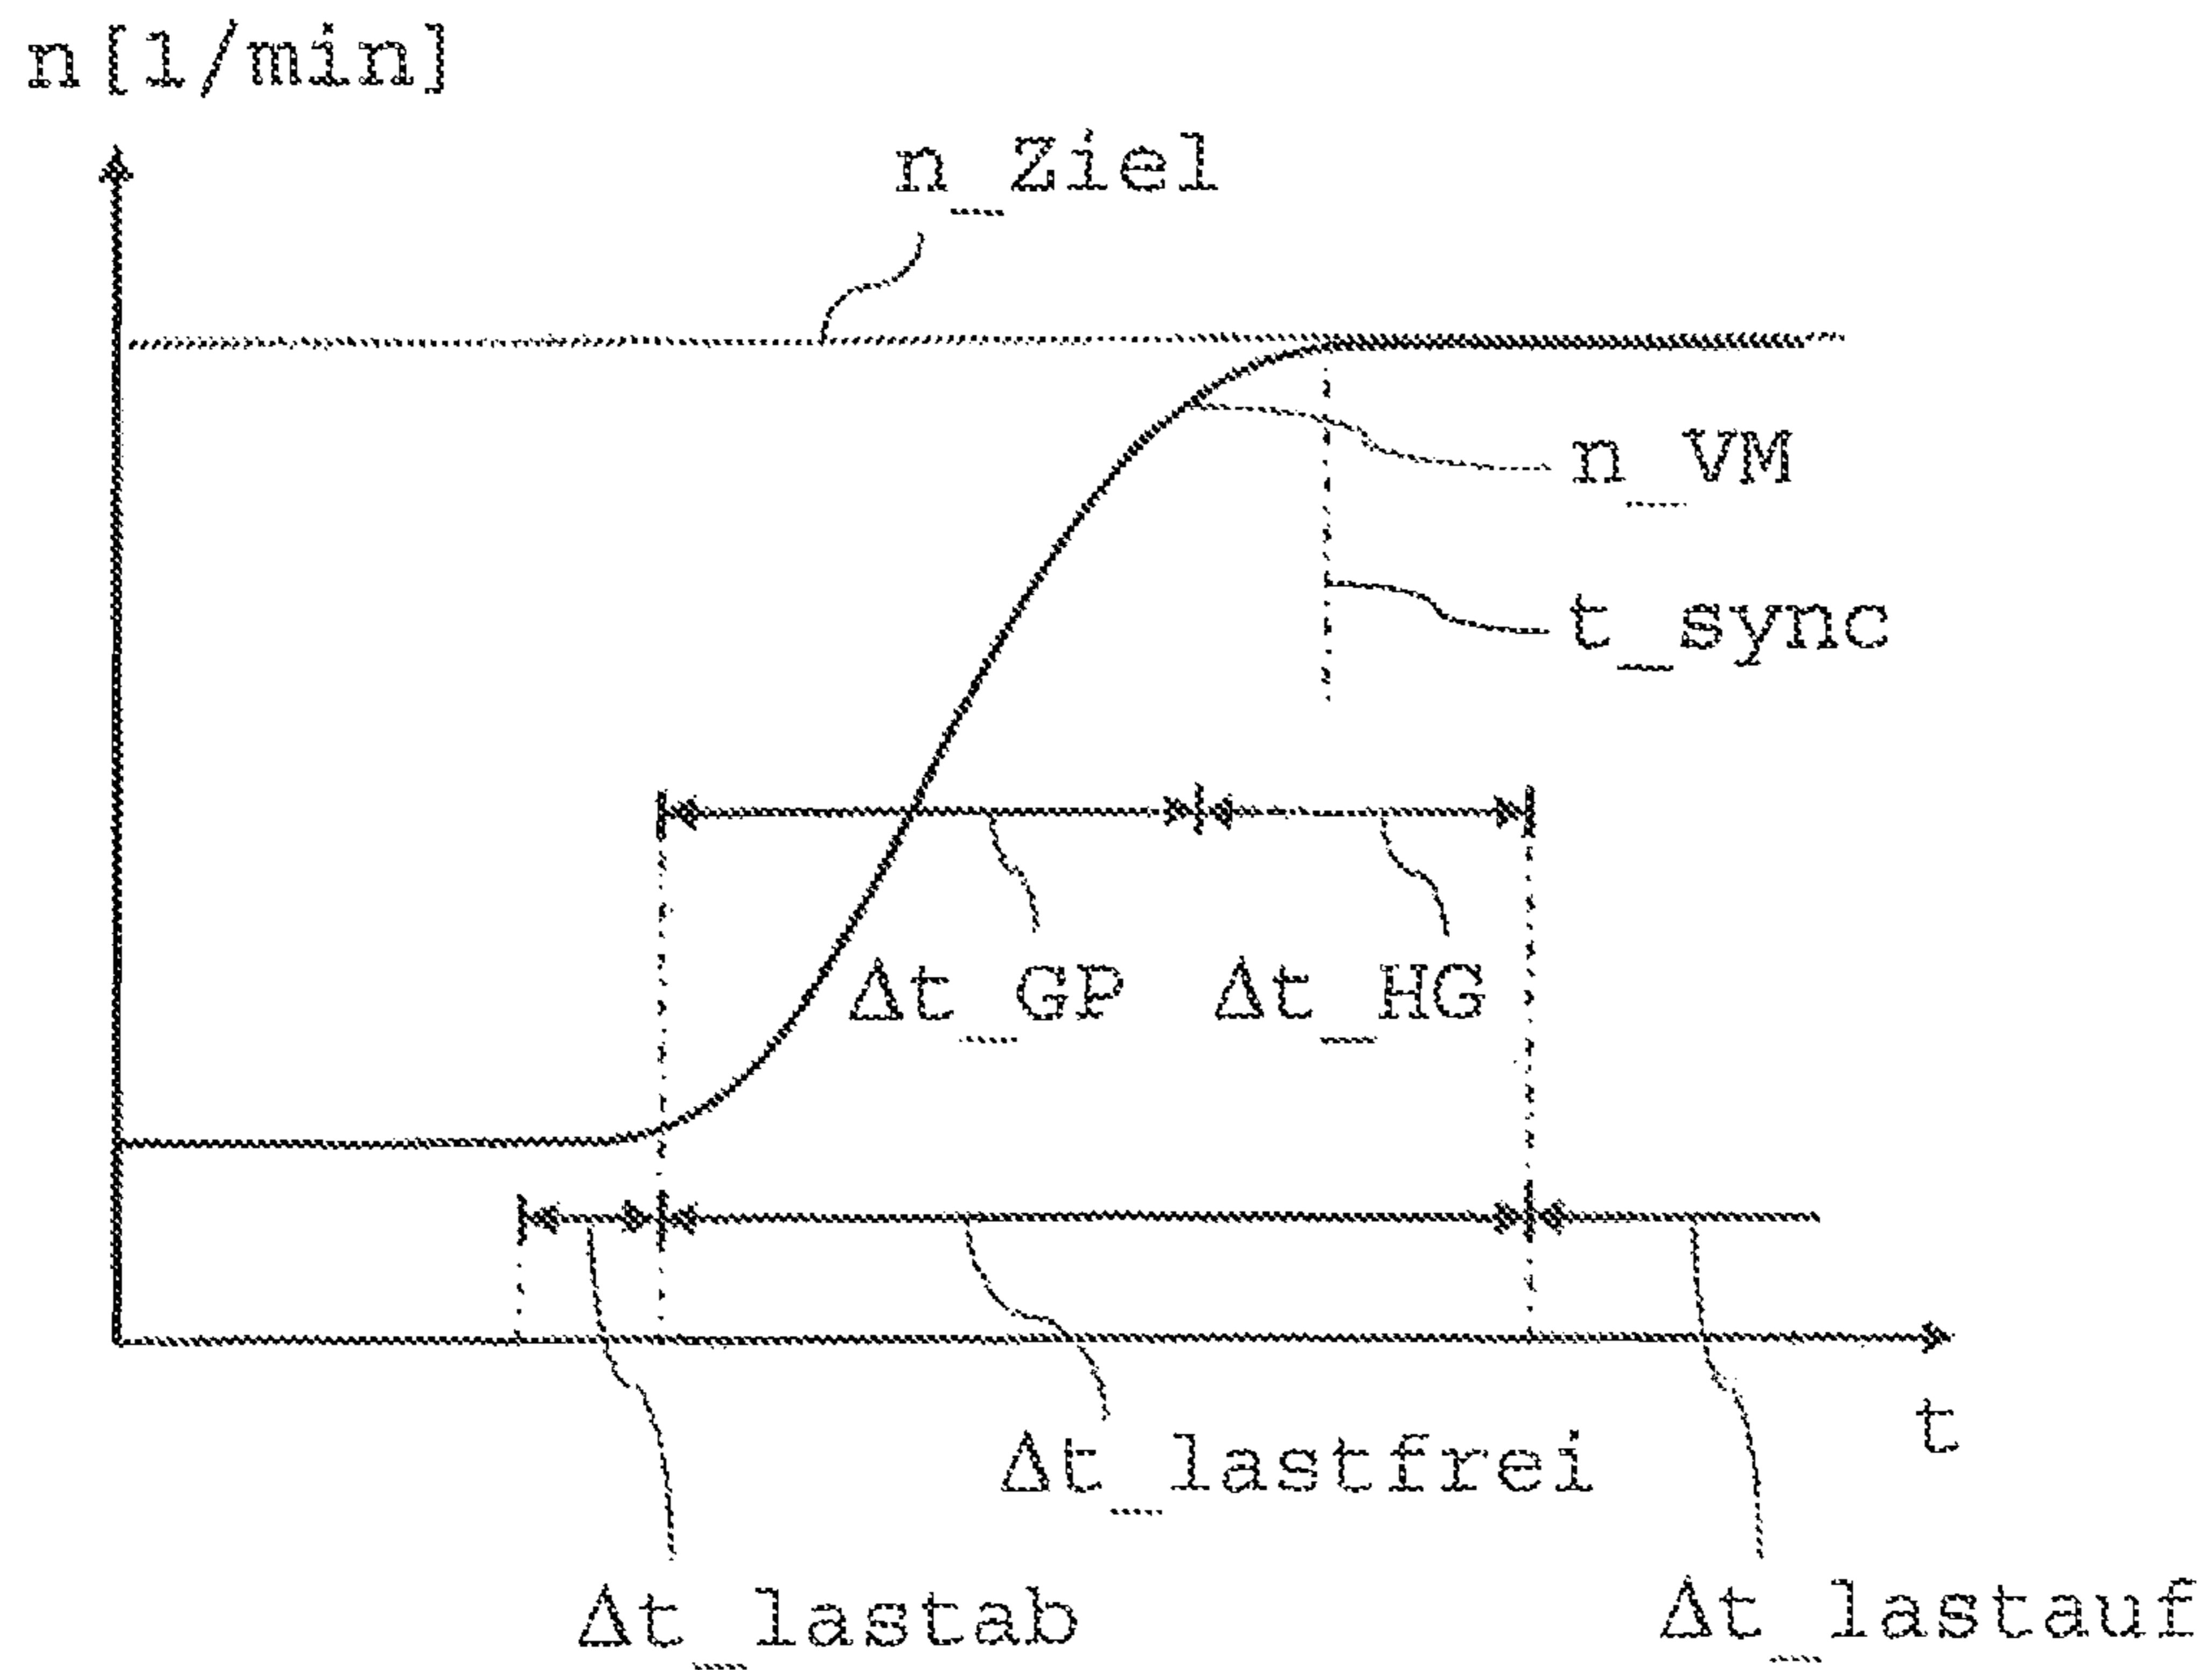 n[1/min]
n_Ziel
n_VM
t_sync
Δt_GP Δt_HG
t
Δt_lastfrei
Δt_lastab
Δt_lastauf